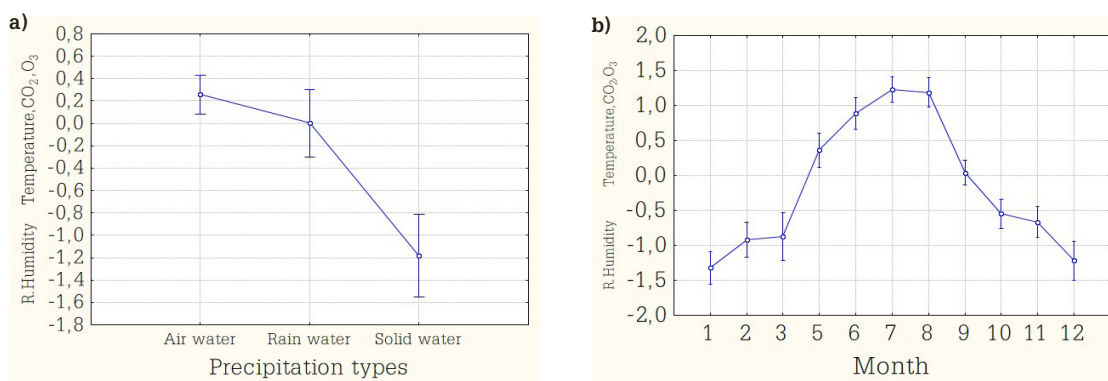 a)
0,8
0,6
0,4
0,2
0,0
-0,2
-0,4
-0,6
-0,8
-1,0
-1,2
-1,4
-1,6
-1,8
R.Humidity Temperature,CO2,O3
Air water Rain water Solid water
Precipitation types
b)
2,0
1,5
1,0
0,5
0,0
-0,5
-1,0
-1,5
-2,0
R.Humidity Temperature,CO2,O3
1 2 3 5 6 7 8 9 10 11 12
Month